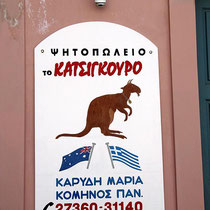 ΨΗΤΟΠΩΛΕΙΟ
ΤΟ ΚΑΤΣΙΓΚΟΥΡΟ
ΚΑΡΥΔΗ ΜΑΡΙΑ
ΚΟΜΗΝΟΣ ΠΑΝ.
27360-31140